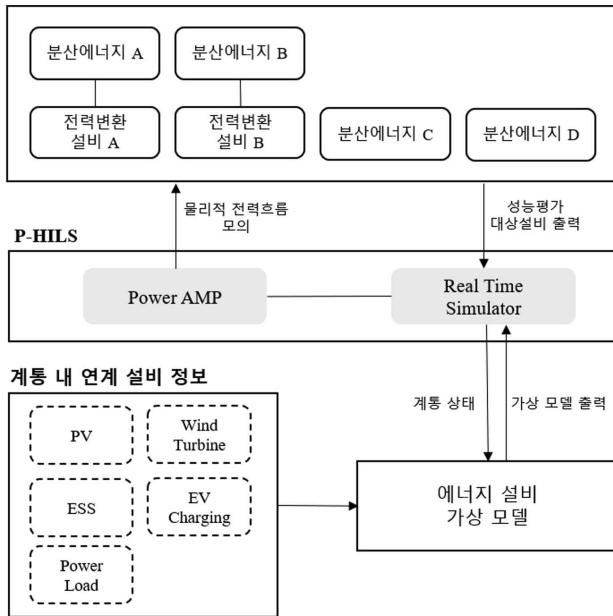 분산에너지 A
분산에너지 B
전력변환
설비 A
전력변환
설비 B
분산에너지 C
분산에너지 D
물리적 전력흐름
모의
성능평가
대상설비 출력
P-HILS
Power AMP
Real Time
Simulator
계통 내 연계 설비 정보
계통 상태
가상 모델 출력
PV
Wind
Turbine
ESS
EV
Charging
Power
Load
에너지 설비
가상 모델